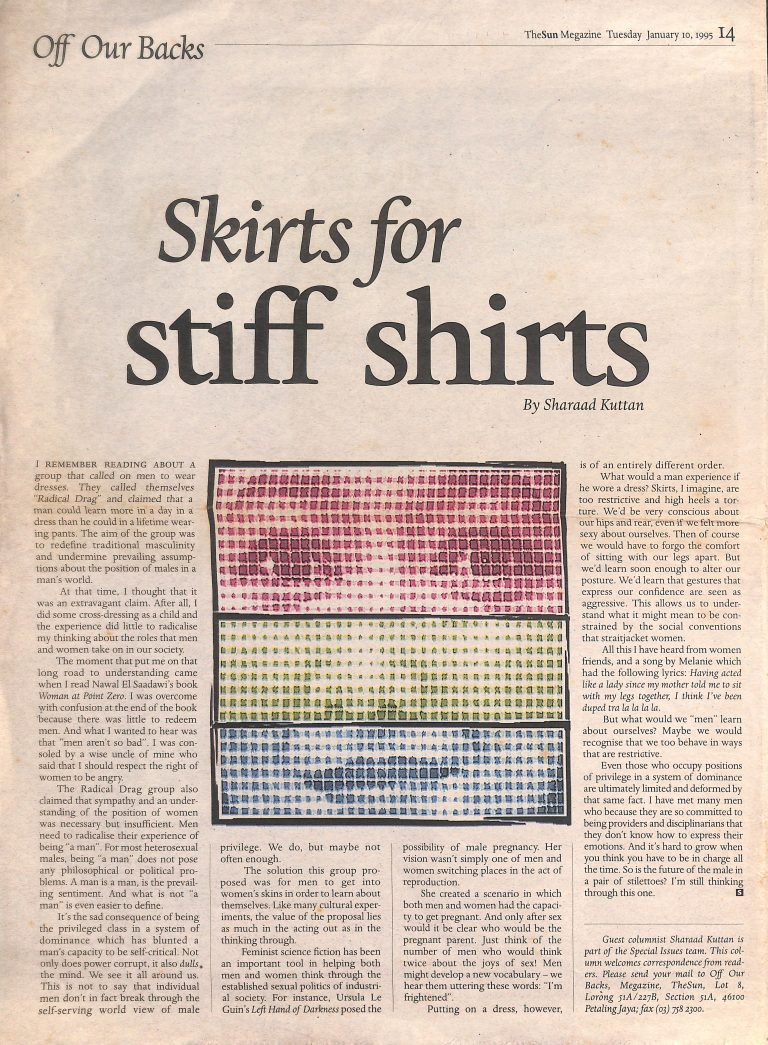 Off Our Backs
TheSun Megazine Tuesday January 10, 1995 14
Skirts for
stiff shirts
By Sharaad Kuttan
I REMEMBER READING ABOUT A
group that called on men to wear
dresses. They called themselves
"Radical Drag" and claimed that a
man could learn more in a day in a
dress than he could in a lifetime wear-
ing pants. The aim of the group was
to redefine traditional masculinity
and undermine prevailing assump-
tions about the position of males in a
man's world.
At that time, I thought that it
was an extravagant claim. After all, I
did some cross-dressing as a child and
the experience did little to radicalise
my thinking about the roles that men
and women take on in our society.
The moment that put me on that
long road to understanding came
when I read Nawal El Saadawi's book
Woman at Point Zero. I was overcome
with confusion at the end of the book
because there was little to redeem
men. And what I wanted to hear was
that "men aren't so bad". I was con-
soled by a wise uncle of mine who
said that I should respect the right of
women to be angry.
The Radical Drag group also
claimed that sympathy and an under-
standing of the position of women
was necessary but insufficient. Men
need to radicalise their experience of
being "a man". For most heterosexual
males, being "a man" does not pose
any philosophical or political pro-
blems. A man is a man, is the prevail-
ing sentiment. And what is not "a
man" is even easier to define.
It's the sad consequence of being
the privileged class in a system of
dominance which has blunted a
man's capacity to be self-critical. Not
only does power corrupt, it also dulls
the mind. We see it all around us.
This is not to say that individual
men don't in fact break through the
self-serving world view of male
privilege. We do, but maybe not
often enough.
The solution this group pro-
posed was for men to get into
women's skins in order to learn about
themselves. Like many cultural exper-
iments, the value of the proposal lies
as much in the acting out as in the
thinking through.
Feminist science fiction has been
an important tool in helping both
men and women think through the
established sexual politics of industri-
al society. For instance, Ursula Le
Guin's Left Hand of Darkness posed the
possibility of male pregnancy. Her
vision wasn't simply one of men and
women switching places in the act of
reproduction.
She created a scenario in which
both men and women had the capaci-
ty to get pregnant. And only after sex
would it be clear who would be the
pregnant parent. Just think of the
number of men who would think
twice about the joys of sex! Men
might develop a new vocabulary – we
hear them uttering these words: "I'm
frightened".
Putting on a dress, however,
is of an entirely different order.
What would a man experience if
he wore a dress? Skirts, I imagine, are
too restrictive and high heels a tor-
ture. We'd be very conscious about
our hips and rear, even if we felt more
sexy about ourselves. Then of course
we would have to forgo the comfort
of sitting with our legs apart. But
we'd learn soon enough to alter our
posture. We'd learn that gestures that
express our confidence are seen as
aggressive. This allows us to under-
stand what it might mean to be con-
strained by the social conventions
that straitjacket women.
All this I have heard from women
friends, and a song by Melanie which
had the following lyrics: Having acted
like a lady since my mother told me to sit
with my legs together, I think I've been
duped tra la la la.
But what would we "men" learn
about ourselves? Maybe we would
recognise that we too behave in ways
that are restrictive.
Even those who occupy positions
of privilege in a system of dominance
are ultimately limited and deformed by
that same fact. I have met many men
who because they are so committed to
being providers and disciplinarians that
they don't know how to express their
emotions. And it's hard to grow when
you think you have to be in charge all
the time. So is the future of the male in
a pair of stilettoes? I'm still thinking
through this one. S
Guest columnist Sharaad Kuttan is
part of the Special Issues team. This col-
umn welcomes correspondence from read-
ers. Please send your mail to Off Our
Backs, Megazine, TheSun, Lot 8,
Lorong 51A/227B, Section 51A, 46100
Petaling Jaya; fax (03) 758 2300.